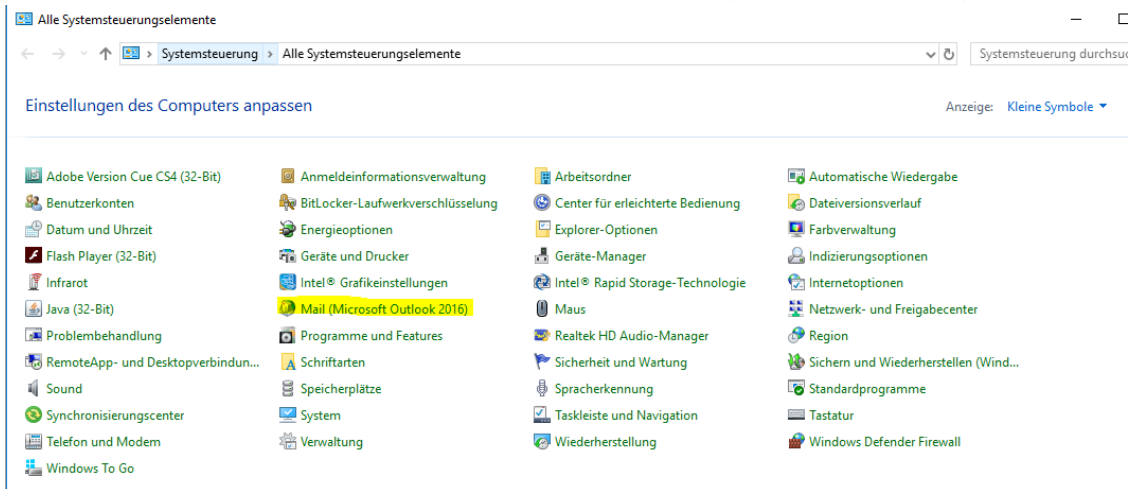 Alle Systemsteuerungselemente
Systemsteuerung > Alle Systemsteuerungselemente
Systemsteuerung durchsuc
Einstellungen des Computers anpassen
Anzeige: Kleine Symbole
Adobe Version Cue CS4 (32-Bit) Anmeldeinformationsverwaltung Arbeitsordner Automatische Wiedergabe
Benutzerkonten BitLocker-Laufwerkverschlüsselung Center für erleichterte Bedienung Dateiversionsverlauf
Datum und Uhrzeit Energieoptionen Explorer-Optionen Farbverwaltung
Flash Player (32-Bit) Geräte und Drucker Geräte-Manager Indizierungsoptionen
Infrarot Intel® Grafikeinstellungen Intel® Rapid Storage-Technologie Internetoptionen
Java (32-Bit) Mail (Microsoft Outlook 2016) Maus Netzwerk- und Freigabecenter
Problembehandlung Programme und Features Realtek HD Audio-Manager Region
RemoteApp- und Desktopverbindun... Schriftarten Sicherheit und Wartung Sichern und Wiederherstellen (Wind...
Sound Speicherplätze Spracherkennung Standardprogramme
Synchronisierungscenter System Taskleiste und Navigation Tastatur
Telefon und Modem Verwaltung Wiederherstellung Windows Defender Firewall
Windows To Go